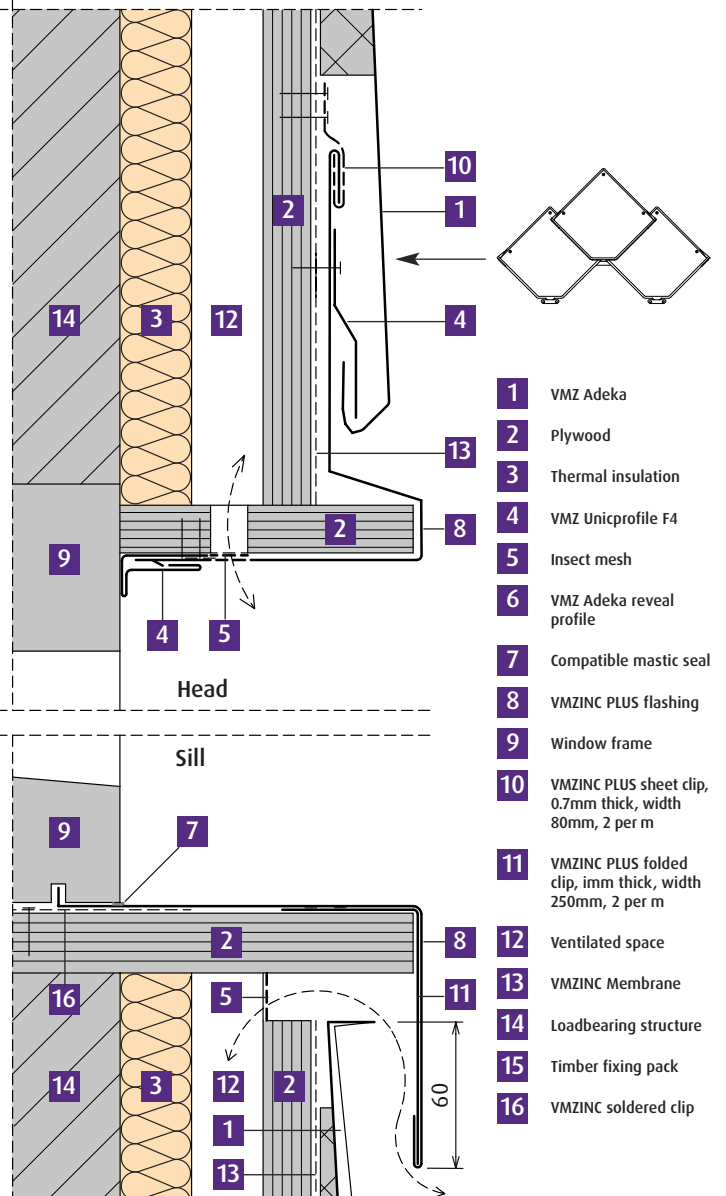 10
2
1
14
3
12
4
13
2
8
9
4
5
Head
Sill
9
7
2
8
16
5
11
14
3
12
2
60
1
13
1 VMZ Adeka
2 Plywood
3 Thermal insulation
4 VMZ Unicprofile F4
5 Insect mesh
6 VMZ Adeka reveal
profile
7 Compatible mastic seal
8 VMZINC PLUS flashing
9 Window frame
10 VMZINC PLUS sheet clip,
0.7mm thick, width
80mm, 2 per m
11 VMZINC PLUS folded
clip, imm thick, width
250mm, 2 per m
12 Ventilated space
13 VMZINC Membrane
14 Loadbearing structure
15 Timber fixing pack
16 VMZINC soldered clip